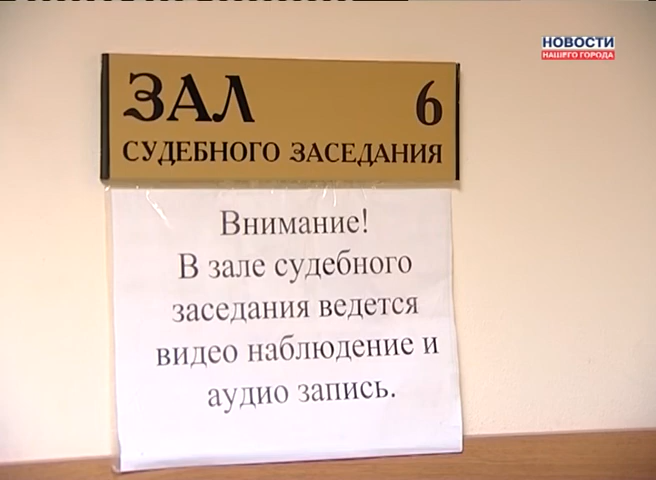 НОВОСТИ
НАШЕГО ГОРОДА
ЗАЛ 6
СУДЕБНОГО ЗАСЕДАНИЯ
Внимание!
В зале судебного
заседания ведется
видео наблюдение и
аудио запись.